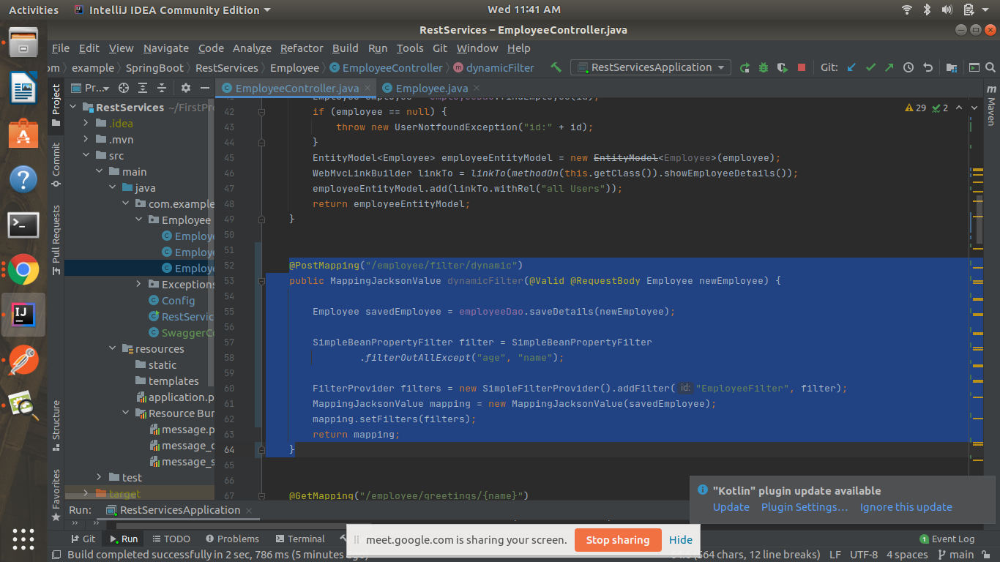 Activities IntelliJ IDEA Community Edition Wed 11:41 AM
RestServices – EmployeeController.java
File Edit View Navigate Code Analyze Refactor Build Run Tools Git Window Help
om example SpringBoot RestServices Employee EmployeeController dynamicFilter RestServicesApplication Git:
Project
Commit
Pull Requests
Structure
Favorites
Maven
Pr...
RestServices ~/FirstPro
.idea
.mvn
src
main
java
com.example
Employee
Employe
Employe
Employe
Exceptions
Config
RestServic
SwaggerCo
resources
static
templates
application.p
Resource Bun
message.p
message_
message_s
test
target
EmployeeController.java Employee.java
29 2
42 if (employee == null) {
43 throw new UserNotfoundException("id:" + id);
44 }
45 EntityModel<Employee> employeeEntityModel = new EntityModel<Employee>(employee);
46 WebMvcLinkBuilder linkTo = linkTo(methodOn(this.getClass()).showEmployeeDetails());
47 employeeEntityModel.add(linkTo.withRel("all Users"));
48 return employeeEntityModel;
49 }
50
51
52 @PostMapping("/employee/filter/dynamic")
53 public MappingJacksonValue dynamicFilter(@Valid @RequestBody Employee newEmployee) {
54
55 Employee savedEmployee = employeeDao.saveDetails(newEmployee);
56
57 SimpleBeanPropertyFilter filter = SimpleBeanPropertyFilter
58 .filterOutAllExcept("age", "name");
59
60 FilterProvider filters = new SimpleFilterProvider().addFilter( id: "EmployeeFilter", filter);
61 MappingJacksonValue mapping = new MappingJacksonValue(savedEmployee);
62 mapping.setFilters(filters);
63 return mapping;
64 }
65
66
67 @GetMapping("/employee/greetings/{name}")
"Kotlin" plugin update available
Update Plugin Settings... Ignore this update
Run: RestServicesApplication
meet.google.com is sharing your screen. Stop sharing Hide
Git Run TODO Problems Terminal Event Log
Build completed successfully in 2 sec, 786 ms (5 minutes ago) chars, 12 line breaks) LF UTF-8 4 spaces main